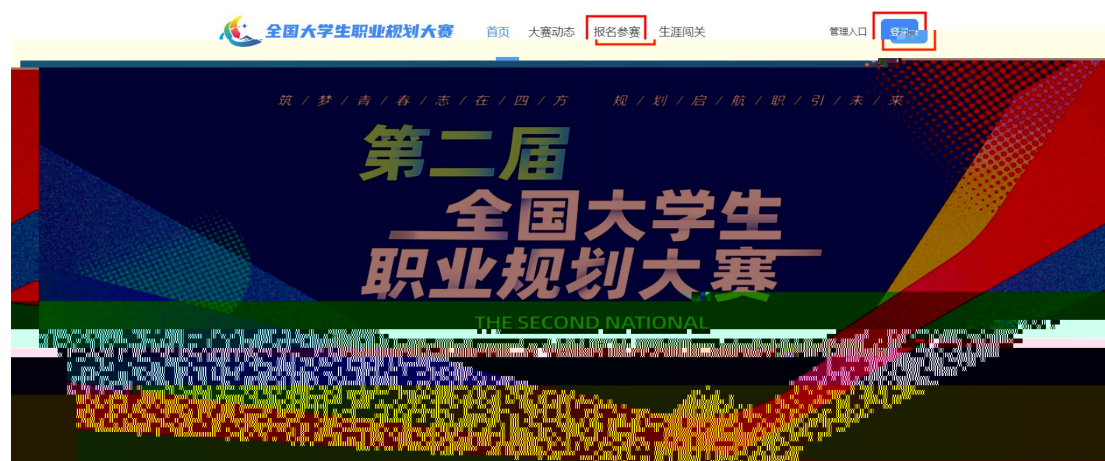 全国大学生职业规划大赛 首页 大赛动态 报名参赛 生涯闯关 管理入口
筑/梦/青/春/志/在/四/方 规/划/启/航/职/引/未/来
第二届
全国大学生
职业规划大赛
THE SECOND NATIONAL